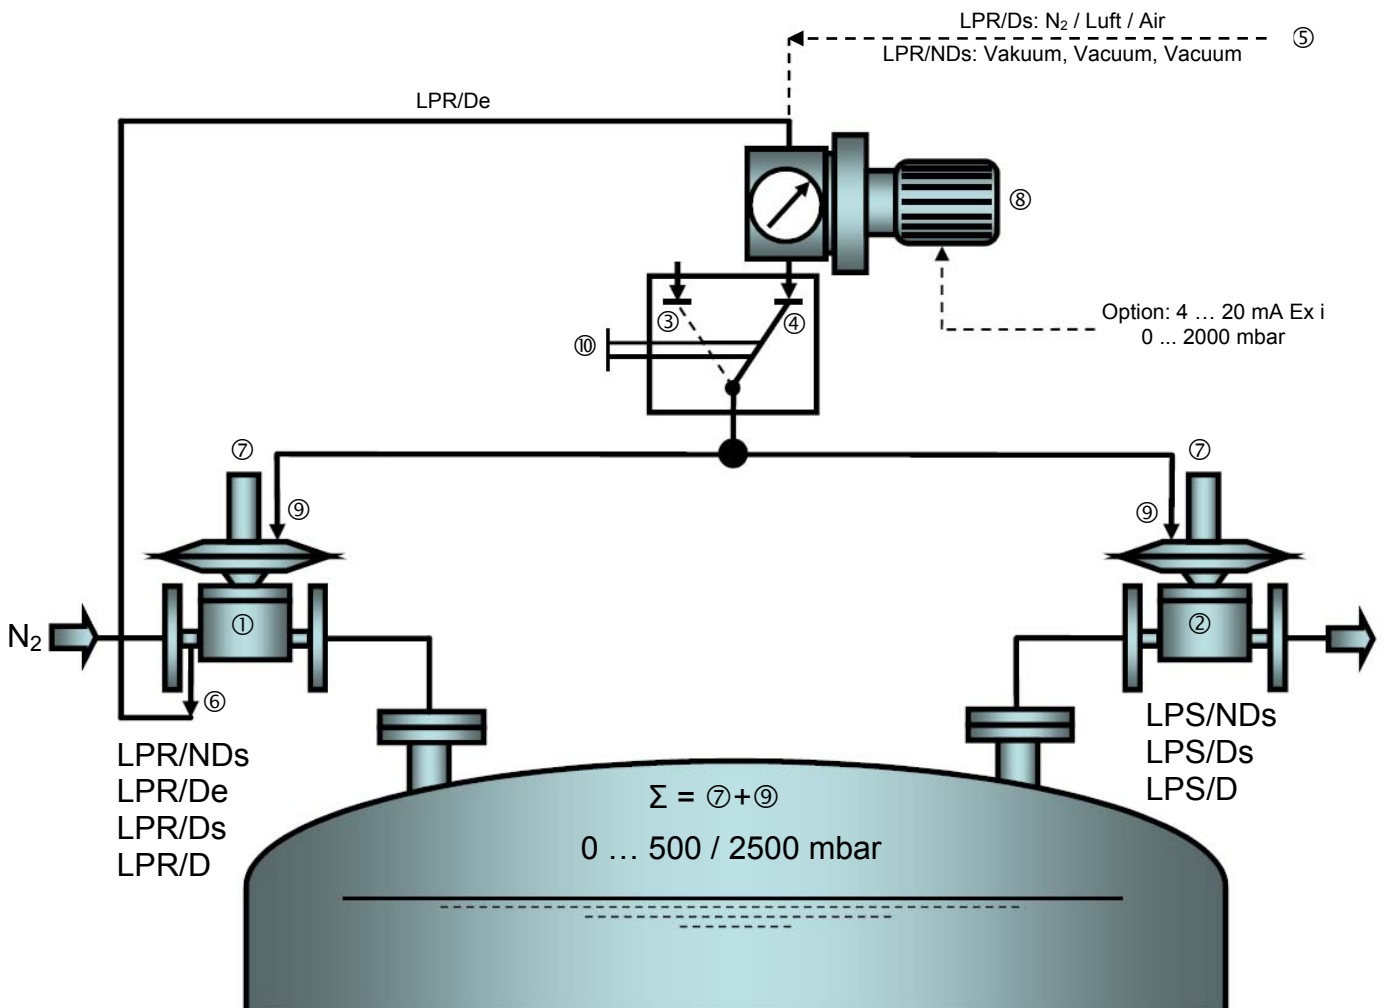 LPR/Ds: N₂ / Luft / Air
LPR/NDs: Vakuum, Vacuum, Vacuum
⑤
LPR/De
⑧
Option: 4 … 20 mA Ex i
0 ... 2000 mbar
③
④
⑩
⑦
⑦
⑨
⑨
①
②
N₂
⑥
LPR/NDs
LPR/De
LPR/Ds
LPR/D
LPS/NDs
LPS/Ds
LPS/D
Σ = ⑦+⑨
0 … 500 / 2500 mbar